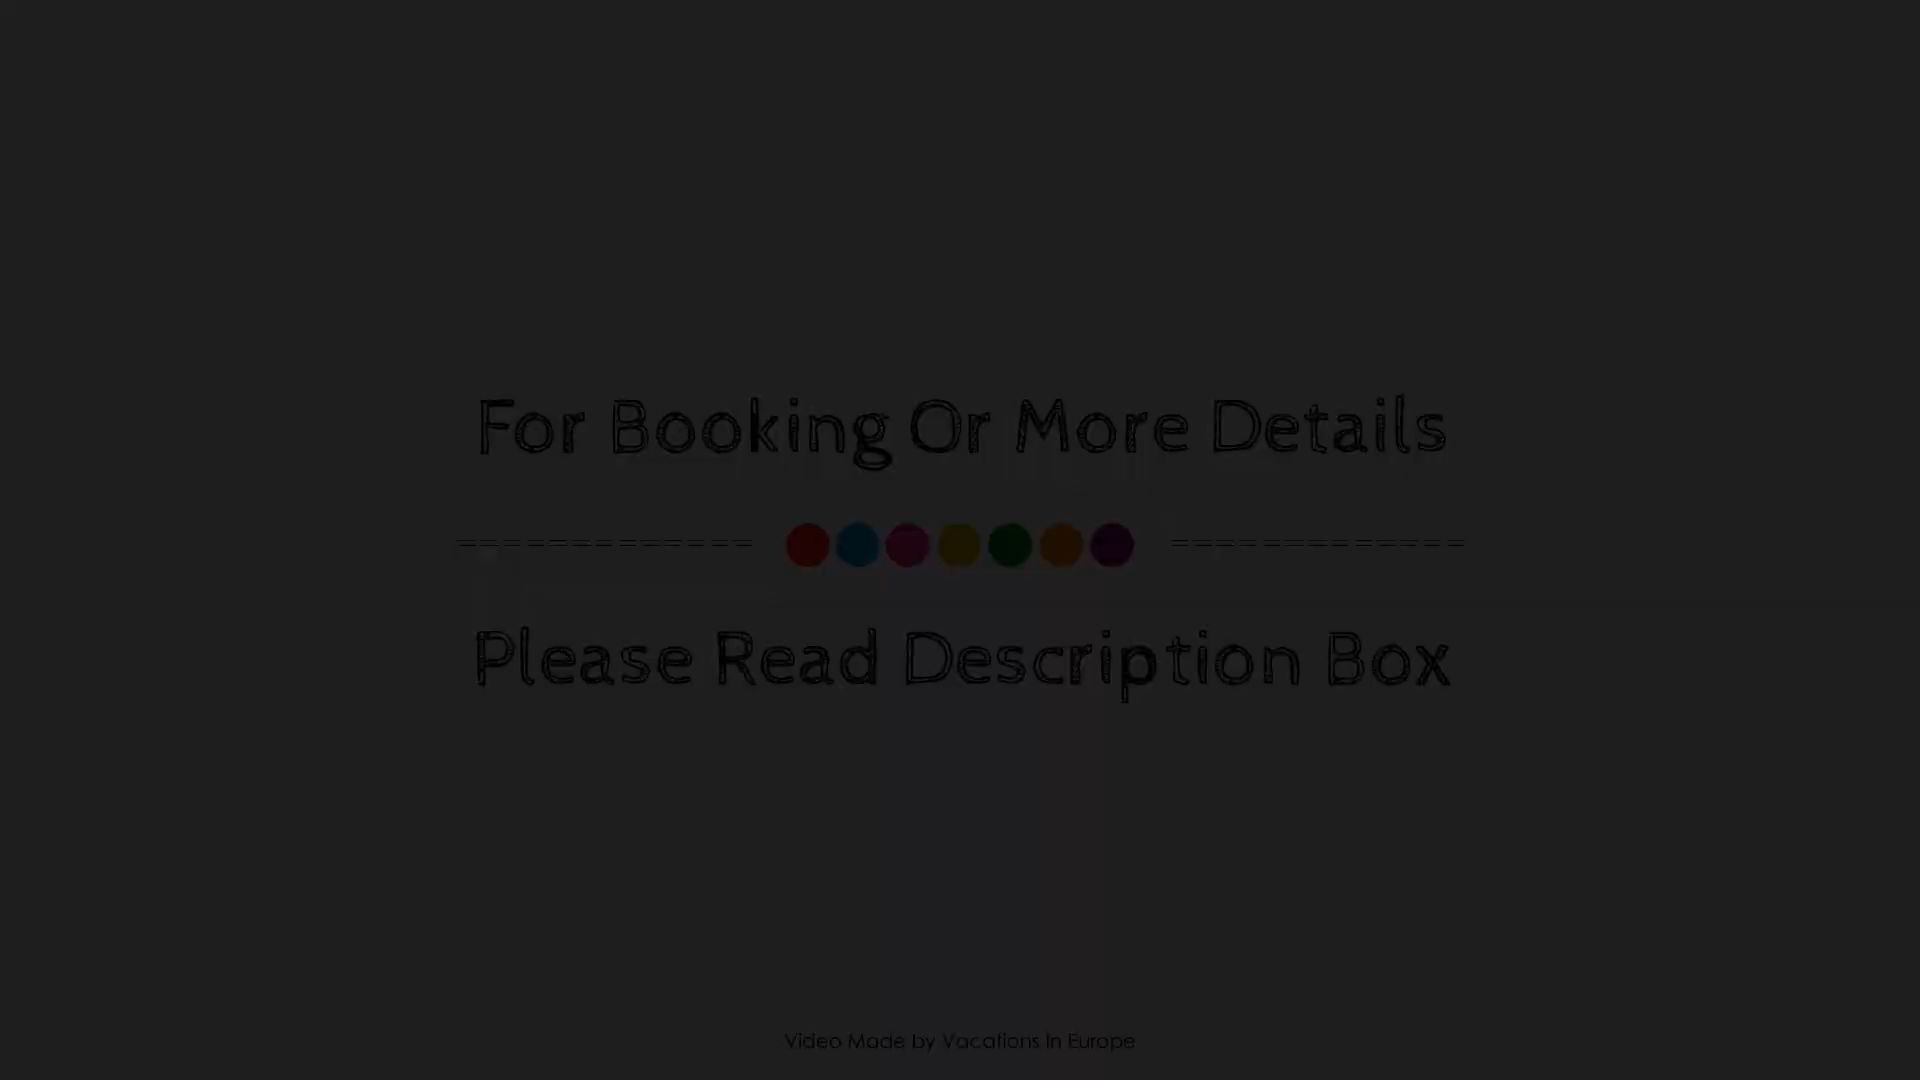 For Booking Or More Details
Please Read Description Box
Video Made by Vacations In Europe